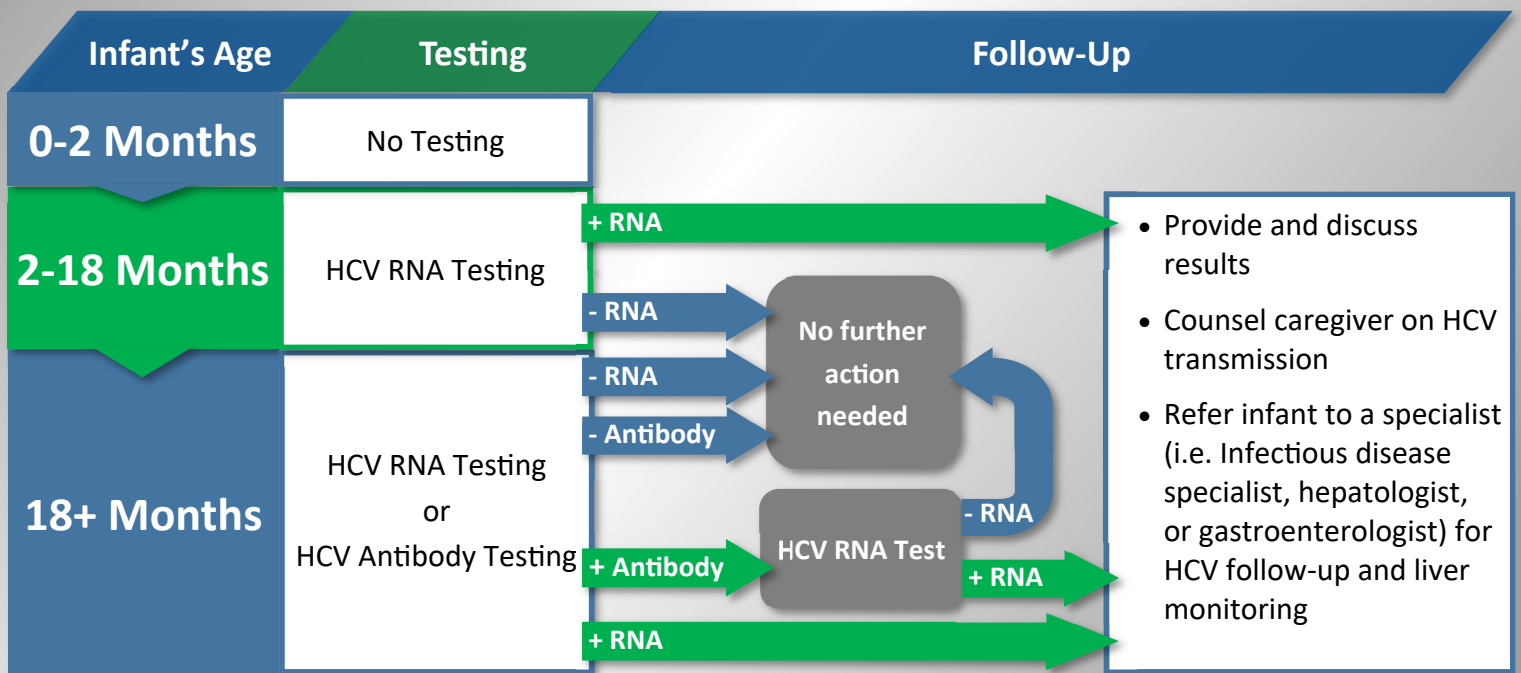 Infant's Age
Testing
Follow-Up
0-2 Months
No Testing
2-18 Months
HCV RNA Testing
+ RNA
- RNA
18+ Months
HCV RNA Testing
or
HCV Antibody Testing
- RNA
- Antibody
+ Antibody
+ RNA
No further
action
needed
HCV RNA Test
- RNA
+ RNA
• Provide and discuss
results
• Counsel caregiver on HCV
transmission
• Refer infant to a specialist
(i.e. Infectious disease
specialist, hepatologist,
or gastroenterologist) for
HCV follow-up and liver
monitoring